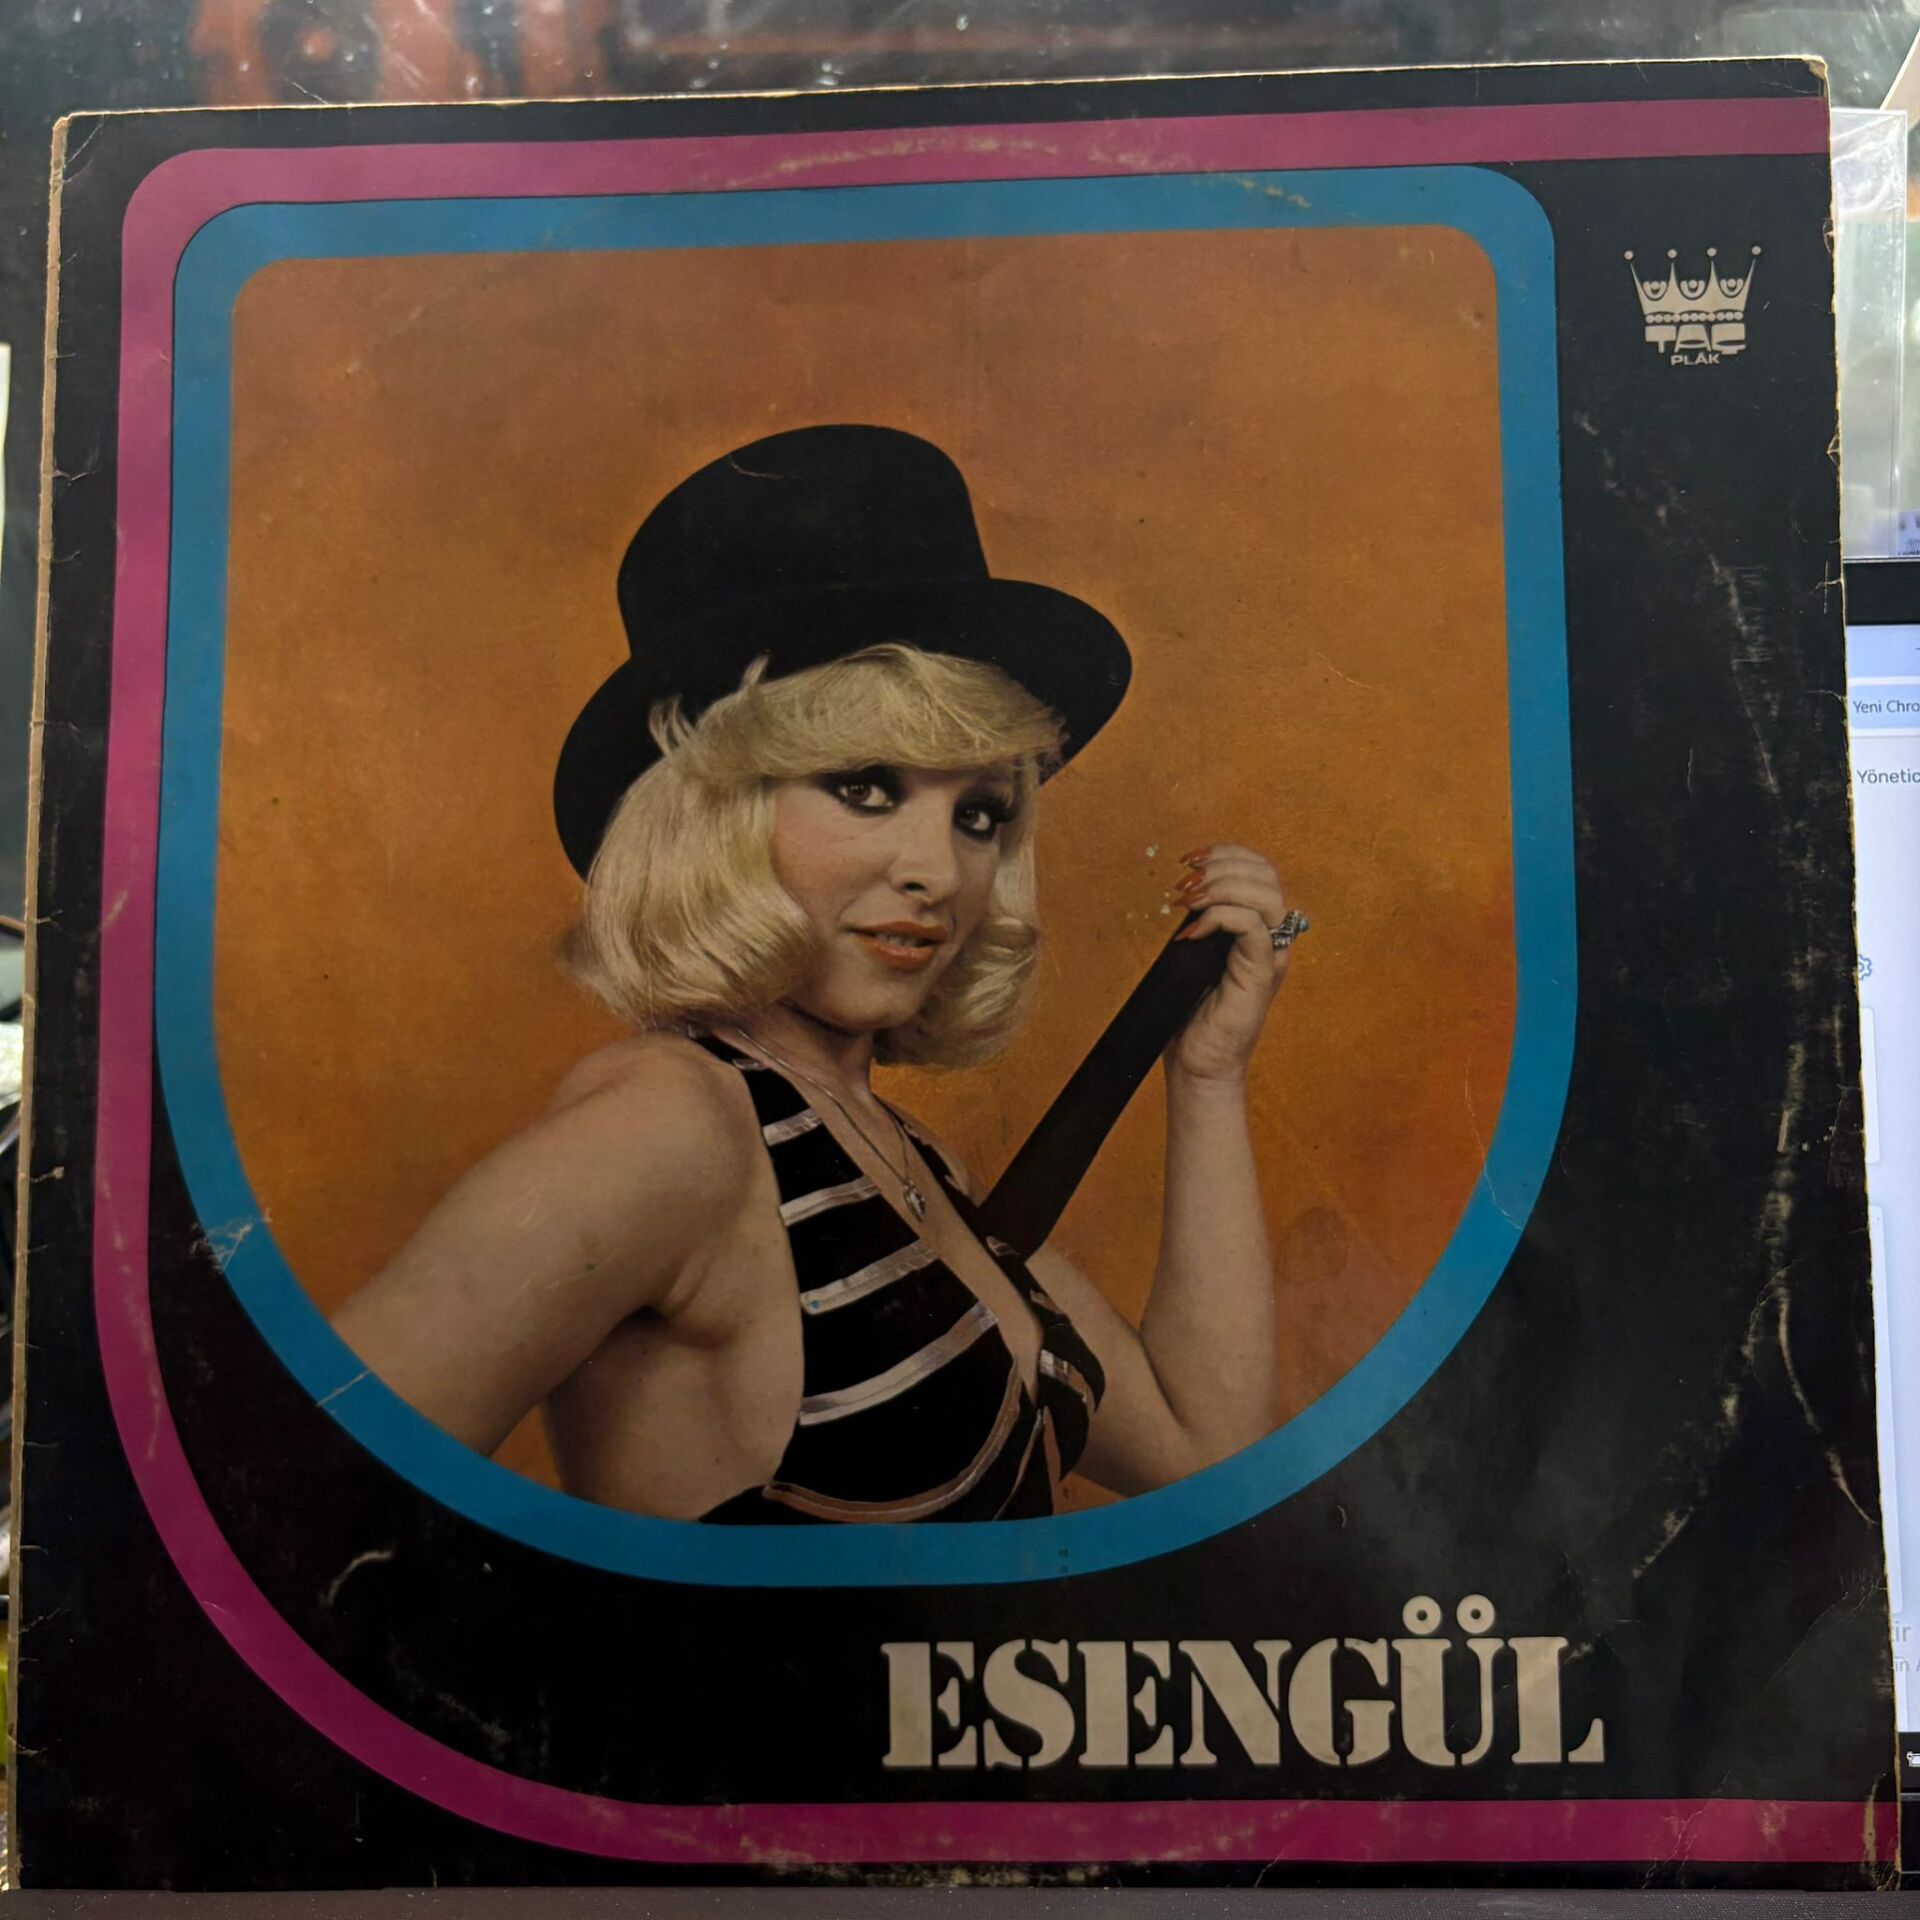 TAÇ
PLÂK
Yeni Chro
Yönetic
ESENGÜL